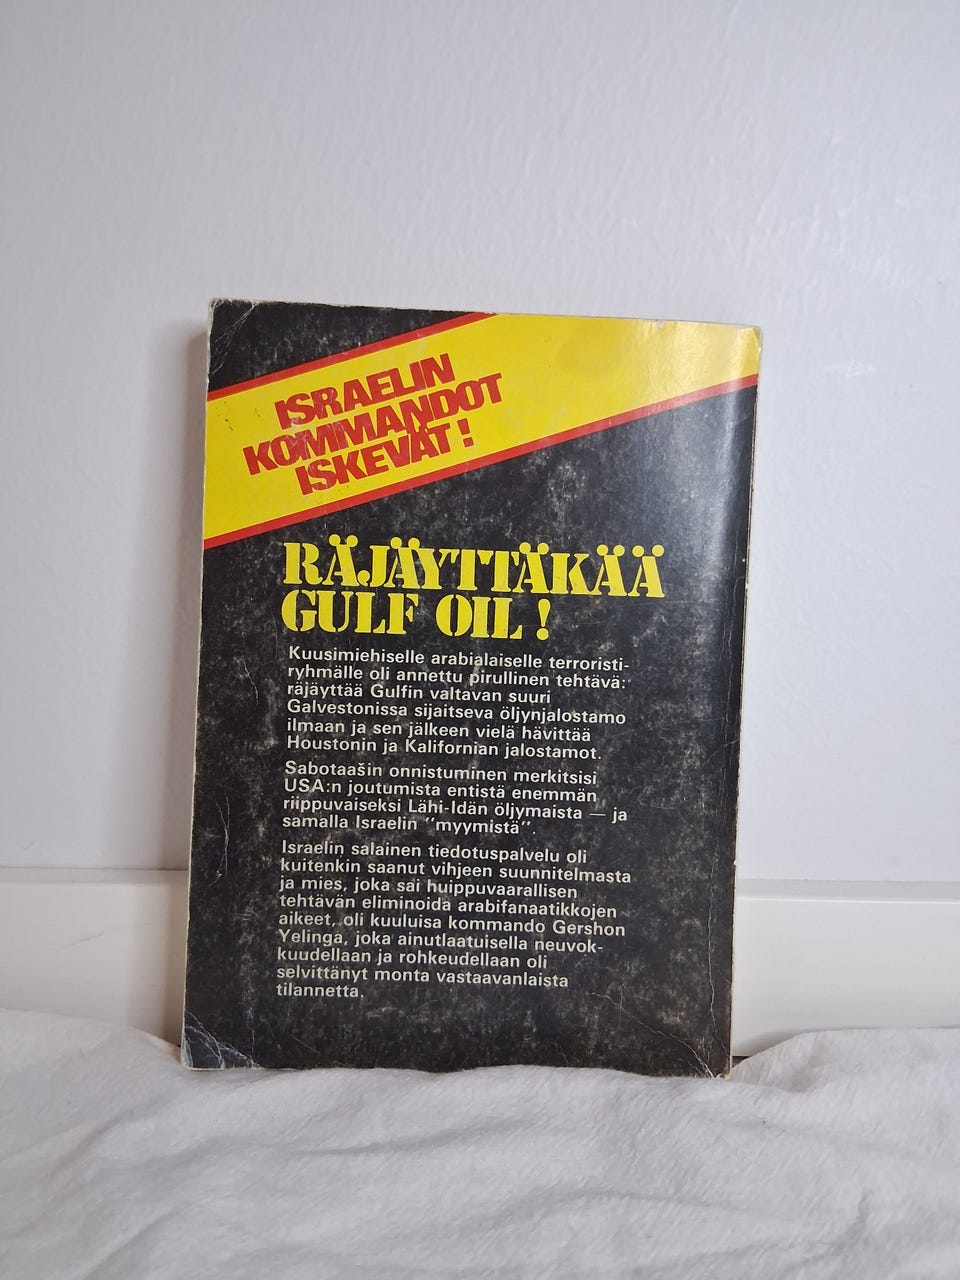 ISRAELIN
KOMMANDOT
ISKEVÄT!
RÄJÄYTTÄKÄÄ
GULF OIL!
Kuusimiehiselle arabialaiselle terroristi-
ryhmälle oli annettu pirullinen tehtävä:
räjäyttää Gulfin valtavan suuri
Galvestonissa sijaitseva öljynjalostamo
ilmaan ja sen jälkeen vielä hävittää
Houstonin ja Kalifornian jalostamot.
Sabotaašin onnistuminen merkitsisi
USA:n joutumista entistä enemmän
riippuvaiseksi Lähi-Idän öljymaista — ja
samalla Israelin "myymistä".
Israelin salainen tiedotuspalvelu oli
kuitenkin saanut vihjeen suunnitelmasta
ja mies, joka sai huippuvaarallisen
tehtävän eliminoida arabifanaatikkojen
aikeet, oli kuuluisa kommando Gershon
Yelinga, joka ainutlaatuisella neuvok-
kuudellaan ja rohkeudellaan oli
selvittänyt monta vastaavanlaista
tilannetta.